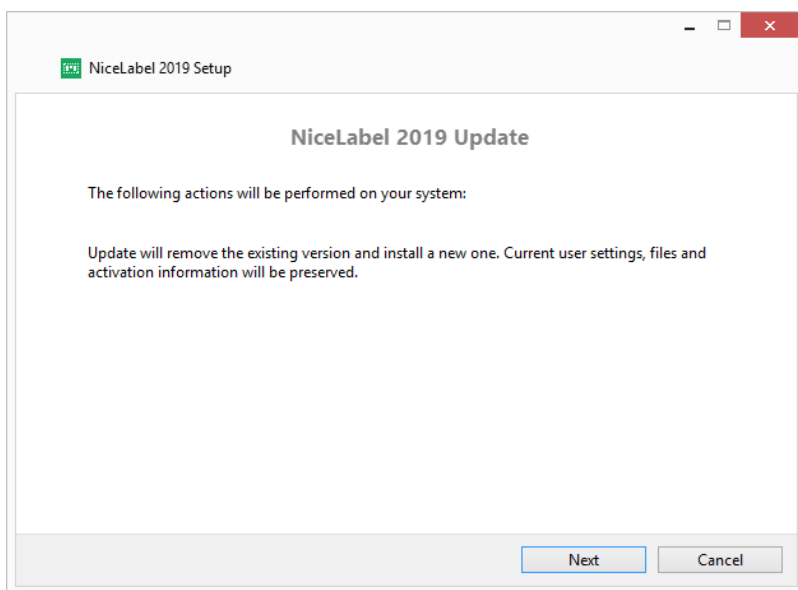 NiceLabel 2019 Setup
NiceLabel 2019 Update
The following actions will be performed on your system:
Update will remove the existing version and install a new one. Current user settings, files and
activation information will be preserved.
Next
Cancel